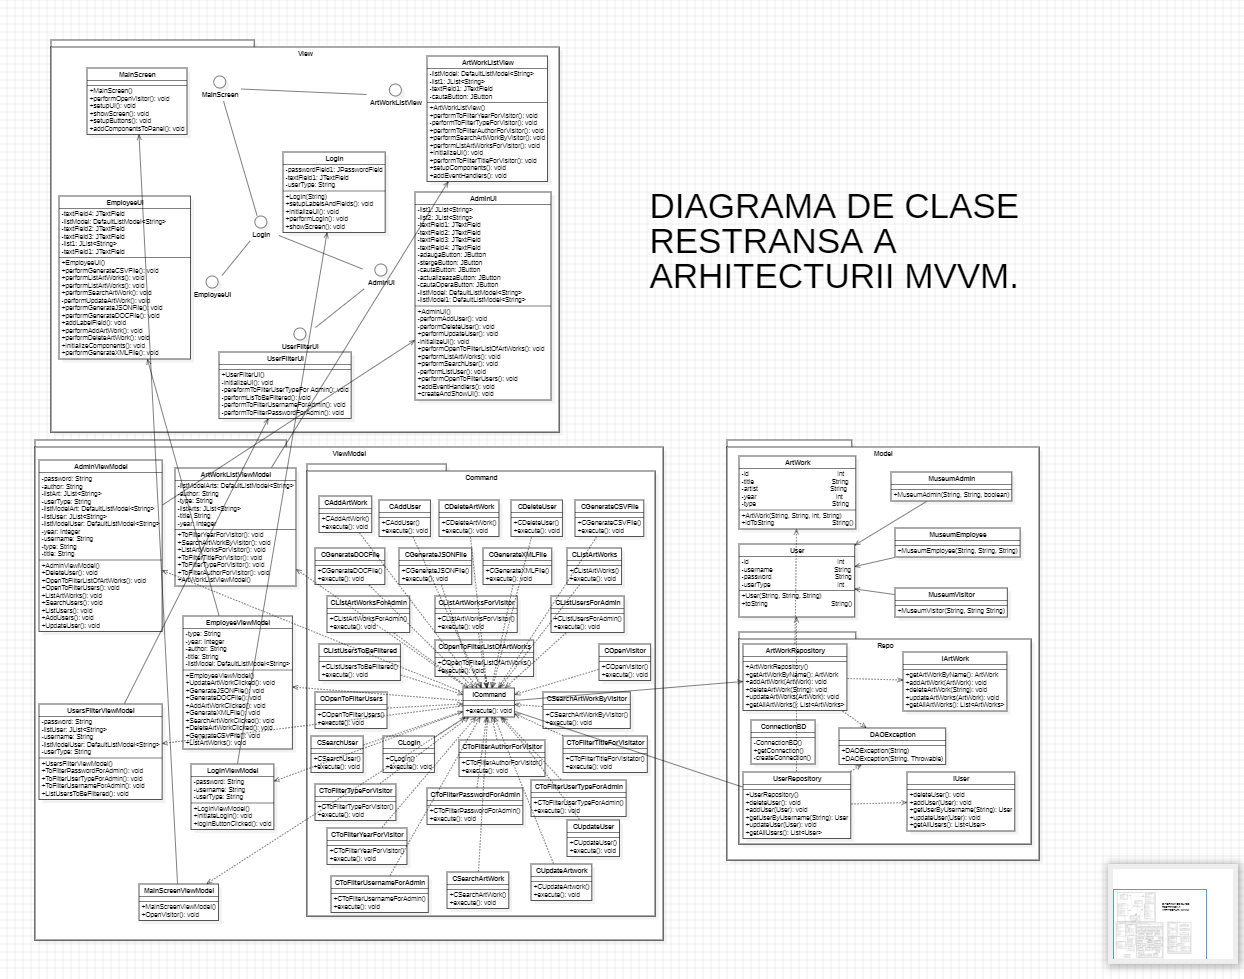 View
MainScreen
+MainScreen()
+performOpenVisitor(): void
+setupUI(): void
+showScreen(): void
+setupButtons(): void
+addComponentsToPanel(): void
MainScreen
ArtWorkListView
ArtWorkListView
-listModel: DefaultListModel<String>
-list1: JList<String>
-textField1: JTextField
-cautaButton: JButton
+ArtWorkListView()
+performToFilterYearForVisitor(): void
-performToFilterTypeForVisitor(): void
+performToFilterAuthorForVisitor(): void
+performSearchArtWorkByVisitor(): void
+performListArtWorksForVisitor(): void
+initializeUI(): void
+performToFilterTitleForVisitor(): void
+setupComponents(): void
+addEventHandlers(): void
Login
-passwordField1: JPasswordField
-textField1: JTextField
-userType: String
+Login(String)
+setupLabelsAndFields(): void
+initializeUI(): void
+performLogin(): void
+showScreen(): void
EmployeeUI
-textField4: JTextField
-listModel: DefaultListModel<String>
-textField2: JTextField
-textField3: JTextField
-list1: JList<String>
-textField1: JTextField
+EmployeeUI()
+performGenerateCSVFile(): void
+performListArtWorks(): void
+performListArtWorks(): void
+performSearchArtWork(): void
-performUpdateArtWork(): void
+performGenerateJSONFile(): void
+performGenerateDOCFile(): void
+addLabelField(): void
+performAddArtWork(): void
+performDeleteArtWork(): void
+initializeComponents(): void
+performGenerateXMLFile(): void
Login
EmployeeUI
AdminUI
UserFilterUI
AdminUI
-list1: JList<String>
-list2: JList<String>
-textField1: JTextField
-textField2: JTextField
-textField3: JTextField
-textField4: JTextField
-adaugaButton: JButton
-stergeButton: JButton
-cautaButton: JButton
-actualizeazaButton: JButton
-cautaOperaButton: JButton
-listModel: DefaultListModel<String>
-listModel1: DefaultListModel<String>
+AdminUI()
-performAddUser(): void
-performDeleteUser(): void
+performUpdateUser(): void
-initializeUI(): void
+performOpenToFilterListOfArtWorks(): void
+performListArtWorks(): void
+performSearchUser(): void
-performListUser(): void
+performOpenToFilterUsers(): void
+addEventHandlers(): void
+createAndShowUI(): void
UserFilterUI
+UserFilterUI()
-initializeUI(): void
-pereformToFilterUserTypeFor Admin(): void
-performLisToBeFiltered(): void
-performToFilterUsernameForAdmin(): void
-performToFilterPasswordForAdmin(): void
DIAGRAMA DE CLASE
RESTRANSA A
ARHITECTURII MVVM.
ViewModel
AdminViewModel
-password: String
-author: String
-listArt: JList<String>
-userType: String
-listModelArt: DefaultModel<String>
-listUser: JList<String>
-listModelUser: DefaultListModel<String>
-year: Integer
-username: String
-type: String
-title: String
+AdminViewModel()
+DeleteUser(): void
+OpenToFilterListOfArtWorks(): void
+OpenToFilterUsers(): void
+ListArtWorks(): void
+SearchUsers(): void
+ListUsers(): void
+AddUsers(): void
+UpdateUser(): void
ArtWorkListViewModel
-listModelArts: DefaultListModel<String>
-author: String
-type: String
-listArts: JList<String>
-title: String
-year: Integer
+ToFilterYearForVisitor(): void
+SearchArtWorkByVisitor(): void
+ListArtWorksForVisitor(): void
+ToFilterTitleForVisitor(): void
+ToFilterTypeForVisitor(): void
+ToFilterAuthorForVisitor(): void
+ArtWorkListViewModel()
EmployeeViewModel
-type: String
-year: Integer
-author: String
-title: String
-listModel: DefaultListModel<String>
+EmployeeViewModel()
+UpdateArtWorkClicked(): void
+GenerateJSONFile(): void
+GenerateDOCFile(): void
+AddArtWorkClicked(): void
+GenerateXMLFile(): void
+SearchArtWorkClicked(): void
+DeleteArtWorkClicked(): void
+GenerateCSVFile(): void
+ListArtWorks(): void
UsersFilterViewModel
-password: String
-listUser: JList<String>
-username: String
-listModelUser: DefaultListModel<String>
-userType: String
+UsersFilterViewModel()
+ToFilterPasswordForAdmin(): void
+ToFilterUserTypeForAdmin(): void
+ToFilterUsernameForAdmin(): void
+ListUsersToBeFiltered(): void
LoginViewModel
-password: String
-username: String
-userType: String
+LoginViewModel()
+initiateLogin(): void
+loginButtonClicked(): void
MainScreenViewModel
+MainScreenViewModel()
+OpenVisitor(): void
Command
CAddArtWork
+CAddArtWork()
+execute(): void
CAddUser
+CAddUser()
+execute(): void
CDeleteArtWork
+CDeleteArtWork()
+execute(): void
CDeleteUser
+CDeleteUser()
+execute(): void
CGenerateCSVFile
+CGenerateCSVFile()
+execute(): void
CGenerateDOCFile
+CGenerateDOCFile()
+execute(): void
CGenerateJSONFile
+CGenerateJSONFile()
+execute(): void
CGenerateXMLFile
+CGenerateXMLFile()
+execute(): void
CListArtWorks
+CListArtWorks()
+execute(): void
CListArtWorksForAdmin
+CListArtWorksForAdmin()
+execute(): void
CListArtWorksForVisitor
+CListArtWorksForVisitor()
+execute(): void
CListUsersForAdmin
+CListUsersForAdmin()
+execute(): void
CListUsersToBeFiltered
+CListUsersToBeFiltered()
+execute(): void
COpenToFilterListOfArtWorks
+COpenToFilterListOfArtWorks()
+execute(): void
COpenVisitor
+COpenVisitor()
+execute(): void
COpenToFilterUsers
+COpenToFilterUsers()
+execute(): void
ICommand
+execute(): void
CSearchArtWorkByVisitor
+CSearchArtWorkByVisitor()
+execute(): void
CSearchUser
+CSearchUser()
+execute(): void
CLogin
+CLogin()
+execute(): void
CToFilterAuthorForVisitor
+CToFilterAuthorForVisitor()
+execute(): void
CToFilterTitleForVisitator
+CToFilterTitleForVisitor()
+execute(): void
CToFilterTypeForVisitor
+CToFilterTypeForVisitor()
+execute(): void
CToFilterPasswordForAdmin
+CToFilterPasswordForAdmin()
+execute(): void
CToFilterUserTypeForAdmin
+CToFilterUserTypeForAdmin()
+execute(): void
CUpdateUser
+CUpdateUser()
+execute(): void
CToFilterYearForVisitor
+CToFilterYearForVisitor()
+execute(): void
CToFilterUsernameForAdmin
+CToFilterUsernameForAdmin()
+execute(): void
CSearchArtWork
+CSearchArtWork()
+execute(): void
CUpdateArtwork
+CUpdateArtWork()
+execute(): void
Model
ArtWork
-id int
-title String
-artist String
-year int
-type String
+ArtWork(String, String, int, String)
+toString String()
MuseumAdmin
+MuseumAdmin(String, String, boolean)
MuseumEmployee
+MuseumEmployee(String, String, String)
User
-id int
-username String
-password String
-userType int
+User(String, String, String)
+toString String()
MuseumVisitor
+MuseumVisitor(String, String String)
Repo
ArtWorkRepository
+ArtWorkRepository()
+getArtWorkByName(): ArtWork
+addArtWork(ArtWork): void
+deleteArtWork(String): void
+updateArtWorks(ArtWork): void
+getAllArtWorks(): List<ArtWorks>
IArtWork
+getArtWorkByName(): ArtWork
+addArtWork(ArtWork): void
+deleteArtWork(String): void
+updateArtWorks(ArtWork): void
+getAllArtWorks(): List<ArtWorks>
ConnectionBD
-ConnectionBD()
+getConnection()
-createConnection()
DAOException
+DAOException(String)
+DAOException(String, Throwable)
UserRepository
+UserRepository()
+deleteUser(): void
+addUser(User): void
+getUserByUsername(String): User
+updateUser(User): void
+getAllUsers(): List<User>
IUser
+deleteUser(): void
+addUser(User): void
+getUserByUsername(String): User
+updateUser(User): void
+getAllUsers(): List<User>